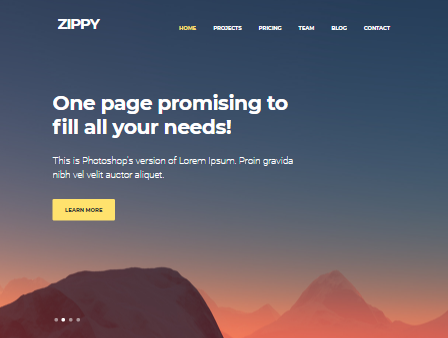 ZIPPY
HOME PROJECTS PRICING TEAM BLOG CONTACT
One page promising to
fill all your needs!
This is Photoshop's version of Lorem Ipsum. Proin gravida
nibh vel velit auctor aliquet.
LEARN MORE